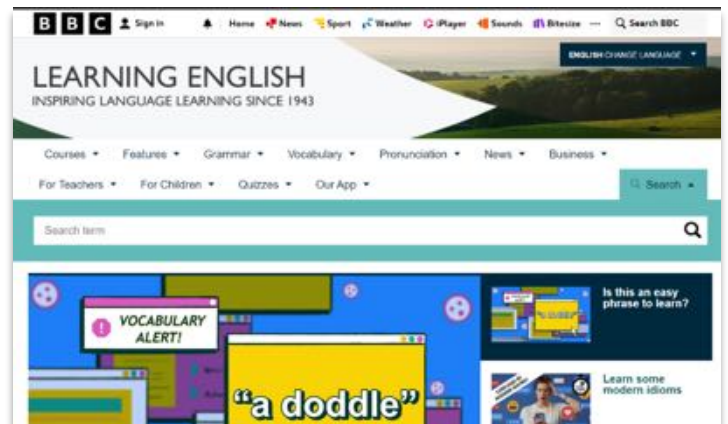 BBC Sign in Home News Sport Weather iPlayer Sounds Bitesize Search BBC
ENGLISH CHANGE LANGUAGE
LEARNING ENGLISH
INSPIRING LANGUAGE LEARNING SINCE 1943
Courses Features Grammar Vocabulary Pronunciation News Business
For Teachers For Children Quizzes Our App Search
Search term
VOCABULARY
ALERT!
"a doddle"
Is this an easy
phrase to learn?
"a doddle"
Learn some
modern idioms